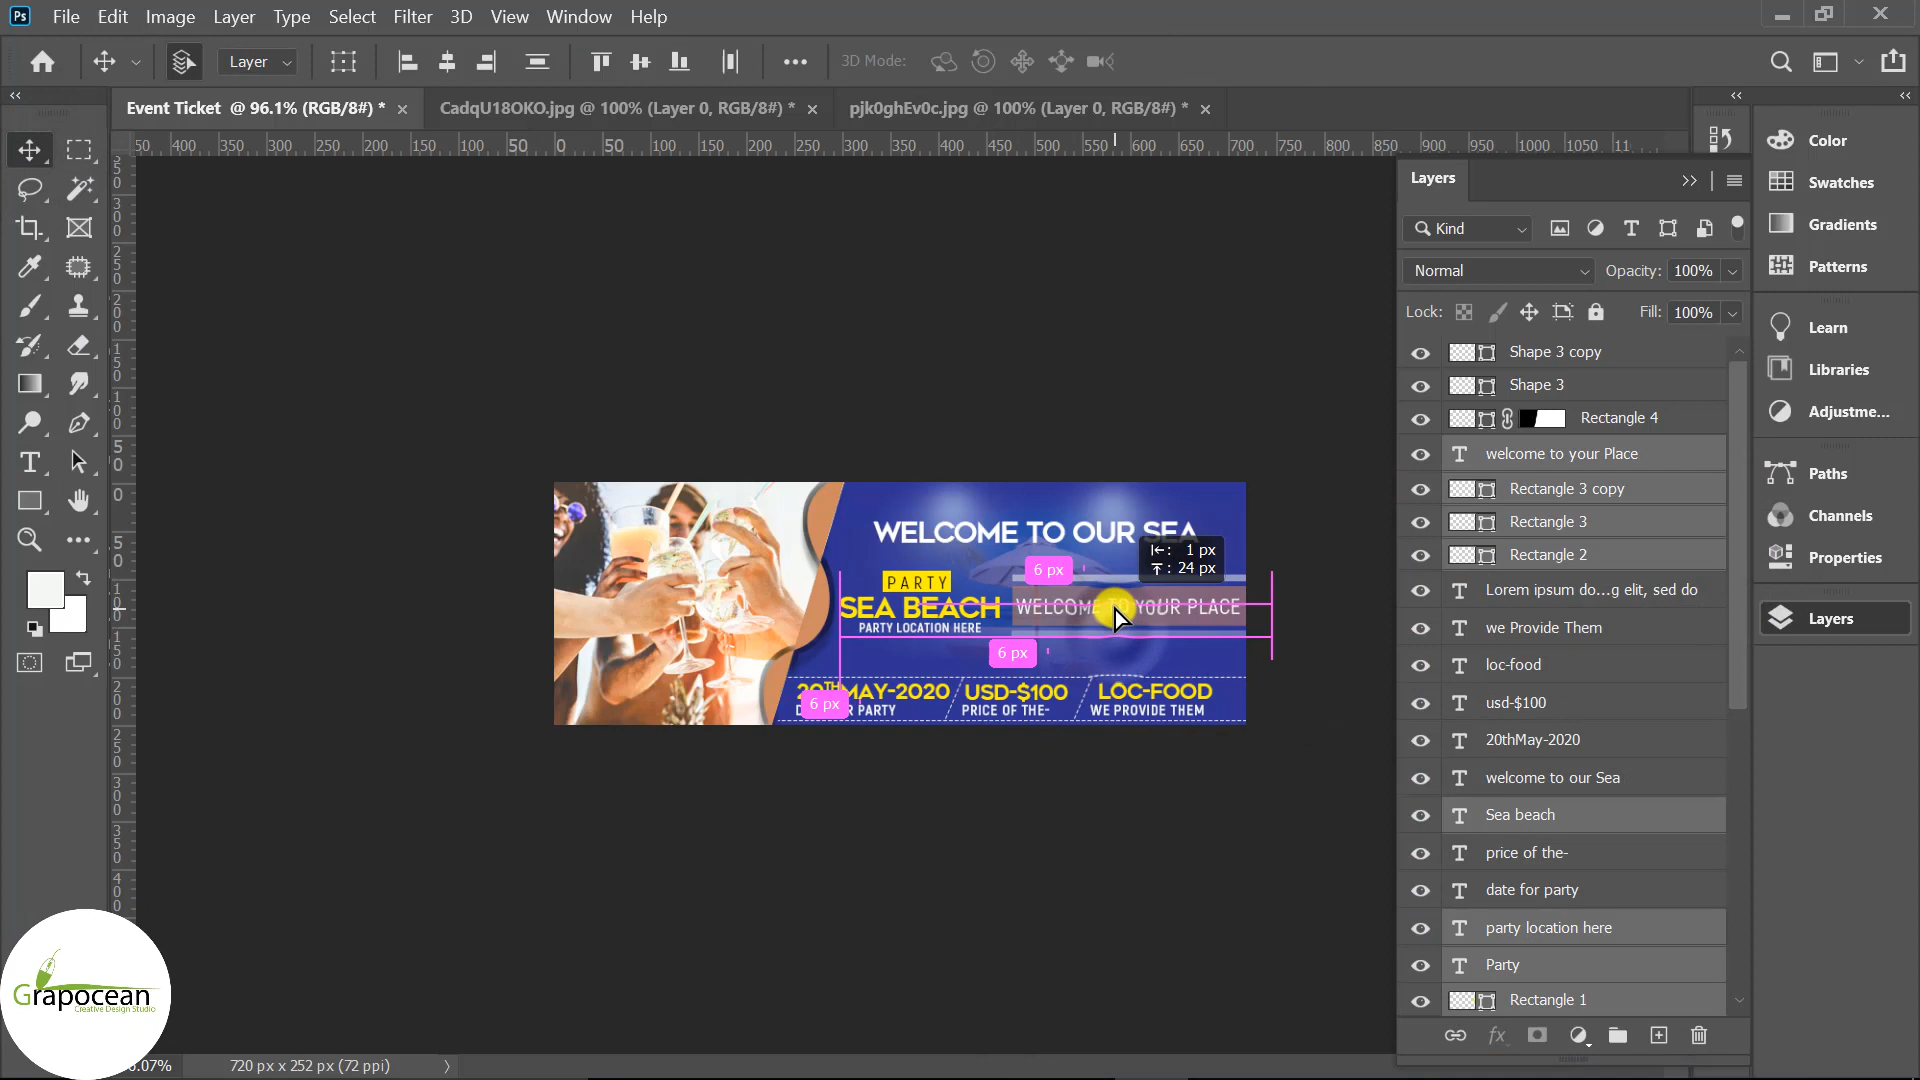 Ps File Edit Image Layer Type Select Filter 3D View Window Help
Layer 3D Mode:
Event Ticket @ 96.1% (RGB/8#) * CadqU18OKO.jpg @ 100% (Layer 0, RGB/8#) * pjk0ghEv0c.jpg @ 100% (Layer 0, RGB/8#) *
50 400 350 300 250 200 150 100 50 0 50 100 150 200 250 300 350 400 450 500 550 600 650 700 750 800 850 900 950 1000 1050 11
Layers
Kind
Normal Opacity: 100%
Lock: Fill: 100%
Shape 3 copy
Shape 3
Rectangle 4
welcome to your Place
Rectangle 3 copy
Rectangle 3
Rectangle 2
Lorem ipsum do...g elit, sed do
we Provide Them
loc-food
usd-$100
20thMay-2020
welcome to our Sea
Sea beach
price of the-
date for party
party location here
Party
Rectangle 1
Color
Swatches
Gradients
Patterns
Learn
Libraries
Adjustme...
Paths
Channels
Properties
Layers
WELCOME TO OUR SEA
1 px
24 px
6 px
PARTY
SEA BEACH
PARTY LOCATION HERE
WELCOME TO YOUR PLACE
6 px
6 px
20THMAY-2020 USD-$100 LOC-FOOD
PARTY PRICE OF THE- WE PROVIDE THEM
Grapocean
Creative Design Studio
6.07% 720 px x 252 px (72 ppi)